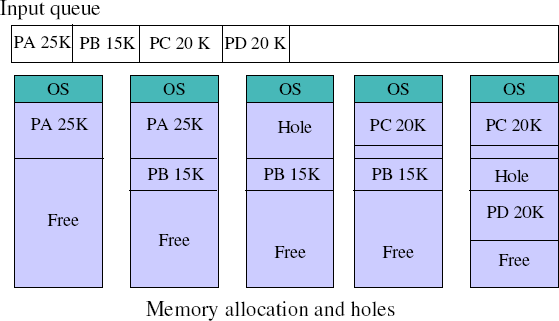 Input queue
PA 25K PB 15K PC 20 K PD 20 K
OS OS OS OS OS
PA 25K PA 25K Hole PC 20K PC 20K
PB 15K PB 15K PB 15K Hole
Free Free Free Free PD 20K
Free
Memory allocation and holes